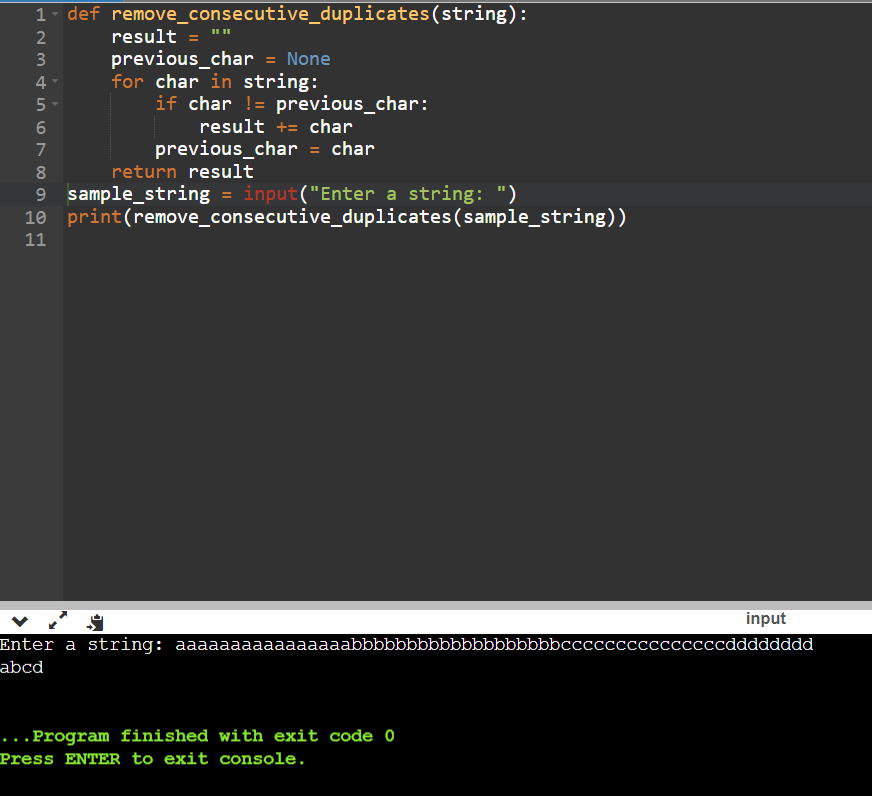 1 def remove_consecutive_duplicates(string):
2     result = ""
3     previous_char = None
4     for char in string:
5         if char != previous_char:
6             result += char
7         previous_char = char
8     return result
9 sample_string = input("Enter a string: ")
10 print(remove_consecutive_duplicates(sample_string))
11
input
Enter a string: aaaaaaaaaaaaaaaabbbbbbbbbbbbbbbbbbbcccccccccccccccdddddddd
abcd
...Program finished with exit code 0
Press ENTER to exit console.